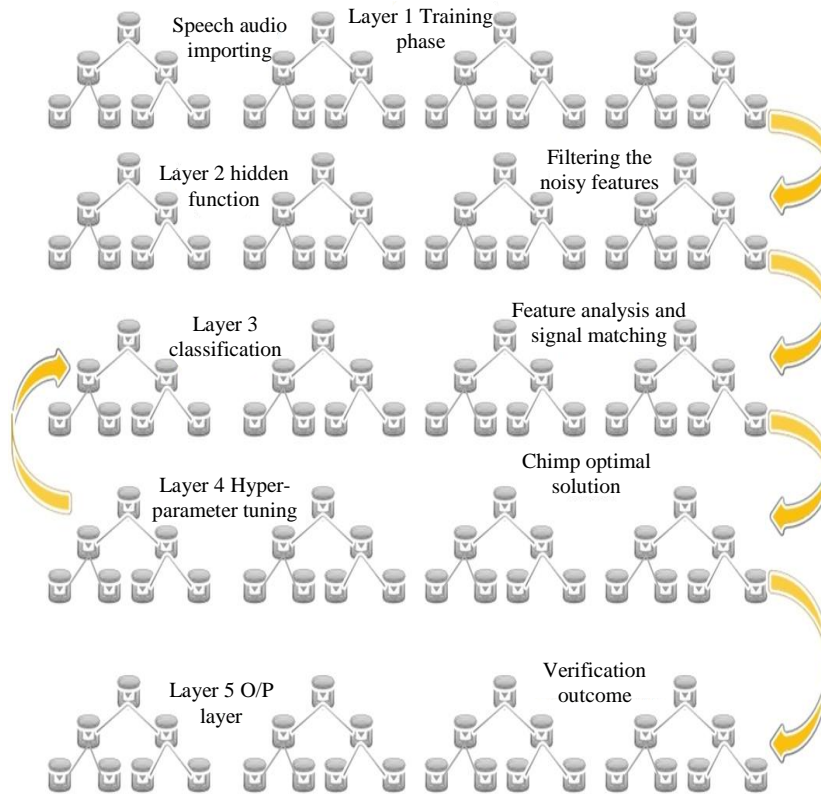 Speech audio
importing
Layer 1 Training
phase
Layer 2 hidden
function
Filtering the
noisy features
Layer 3
classification
Feature analysis and
signal matching
Layer 4 Hyper-
parameter tuning
Chimp optimal
solution
Layer 5 O/P
layer
Verification
outcome